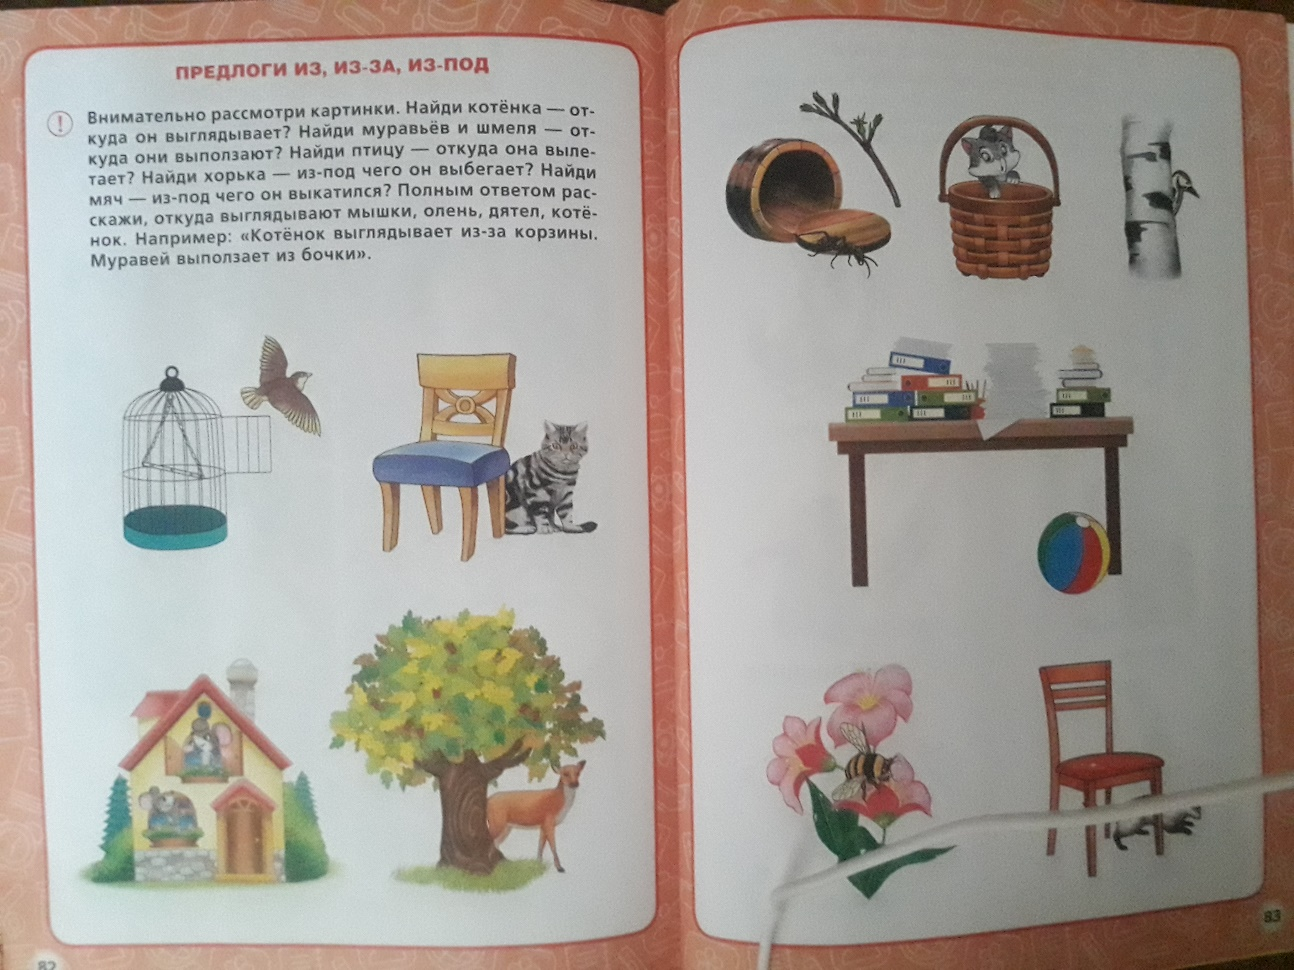 ПРЕДЛОГИ ИЗ, ИЗ-ЗА, ИЗ-ПОД
! Внимательно рассмотри картинки. Найди котёнка — от-
куда он выглядывает? Найди муравьёв и шмеля — от-
куда они выползают? Найди птицу — откуда она выле-
тает? Найди хорька — из-под чего он выбегает? Найди
мяч — из-под чего он выкатился? Полным ответом рас-
скажи, откуда выглядывают мышки, олень, дятел, котё-
нок. Например: «Котёнок выглядывает из-за корзины.
Муравей выползает из бочки».
82
83